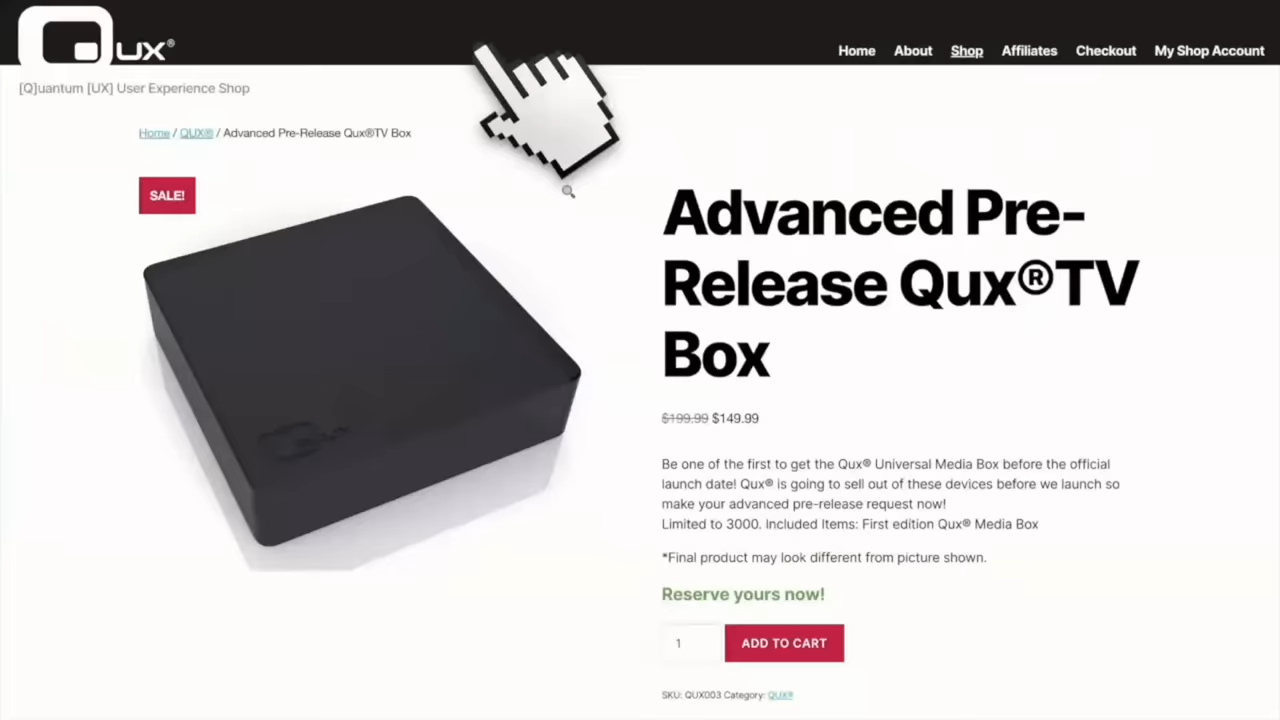 Qux®
Home About Shop Affiliates Checkout My Shop Account
[Q]uantum [UX] User Experience Shop
Home / QUX® / Advanced Pre-Release Qux®TV Box
SALE!
Advanced Pre-
Release Qux®TV
Box
$199.99 $149.99
Be one of the first to get the Qux® Universal Media Box before the official
launch date! Qux® is going to sell out of these devices before we launch so
make your advanced pre-release request now!
Limited to 3000. Included Items: First edition Qux® Media Box
*Final product may look different from picture shown.
Reserve yours now!
1 ADD TO CART
SKU: QUX003 Category: QUX®
Qux